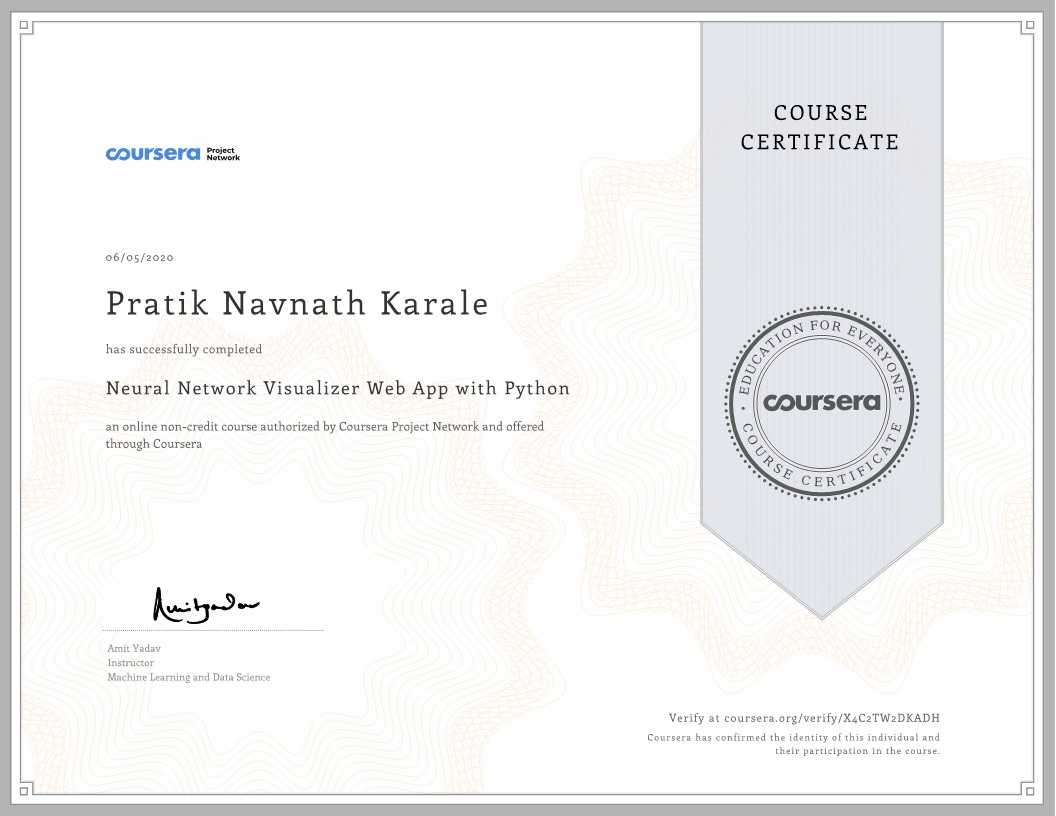 COURSE
CERTIFICATE
coursera Project
Network
06/05/2020
Pratik Navnath Karale
has successfully completed
Neural Network Visualizer Web App with Python
an online non-credit course authorized by Coursera Project Network and offered
through Coursera
EDUCATION FOR EVERYONE
coursera
COURSE CERTIFICATE
Amit Yadav
Amit Yadav
Instructor
Machine Learning and Data Science
Verify at coursera.org/verify/X4C2TW2DKADH
Coursera has confirmed the identity of this individual and
their participation in the course.